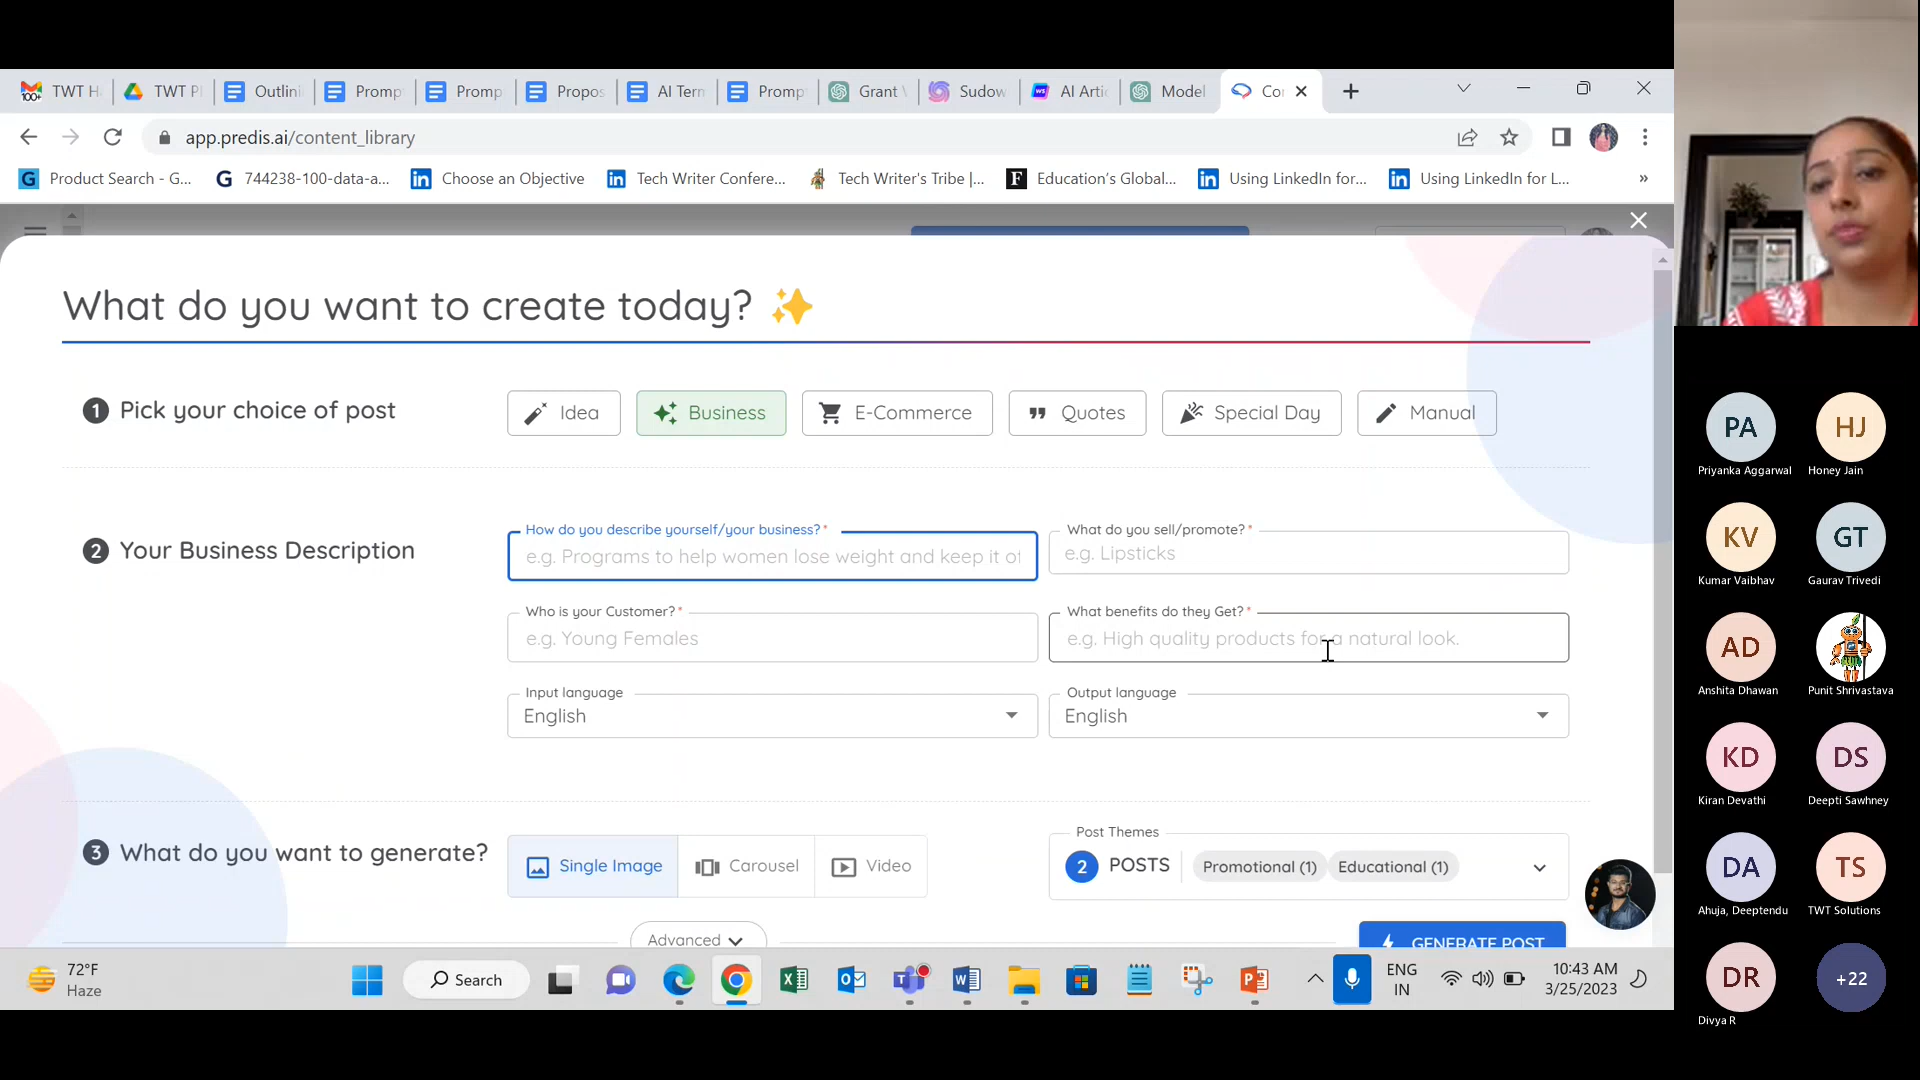 TWT H
TWT P
Outlini
Promp
Promp
Propos
AI Tern
Promp
Grant
Sudow
AI Artic
Model
Co
app.predis.ai/content_library
Product Search - G...
744238-100-data-a...
Choose an Objective
Tech Writer Confere...
Tech Writer's Tribe |...
Education's Global...
Using LinkedIn for...
Using LinkedIn for L...
What do you want to create today?
1 Pick your choice of post
Idea
Business
E-Commerce
Quotes
Special Day
Manual
2 Your Business Description
How do you describe yourself/your business? *
e.g. Programs to help women lose weight and keep it of
What do you sell/promote? *
e.g. Lipsticks
Who is your Customer? *
e.g. Young Females
What benefits do they Get? *
e.g. High quality products for a natural look.
Input language
English
Output language
English
3 What do you want to generate?
Single Image
Carousel
Video
Post Themes
2 POSTS
Promotional (1)
Educational (1)
Advanced
GENERATE POST
72°F
Haze
Search
ENG
IN
10:43 AM
3/25/2023
PA
Priyanka Aggarwal
HJ
Honey Jain
KV
Kumar Vaibhav
GT
Gaurav Trivedi
AD
Anshita Dhawan
Punit Shrivastava
KD
Kiran Devathi
DS
Deepti Sawhney
DA
Ahuja, Deeptendu
TS
TWT Solutions
DR
Divya R
+22